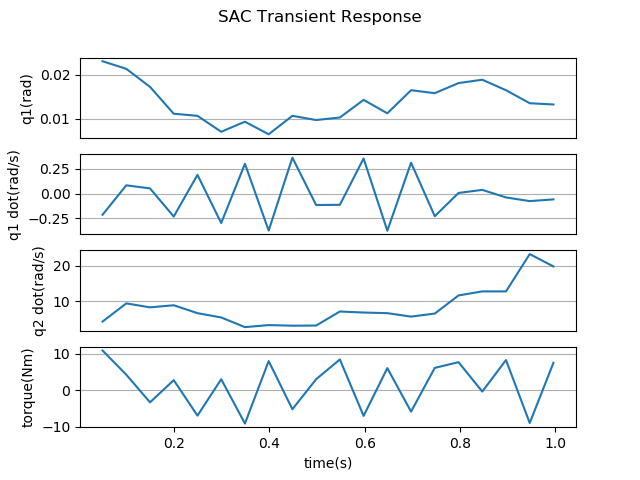 SAC Transient Response
q1(rad)
0.02
0.01
q1 dot(rad/s)
0.25
0.00
−0.25
q2 dot(rad/s)
20
10
torque(Nm)
10
0
−10
0.2 0.4 0.6 0.8 1.0
time(s)